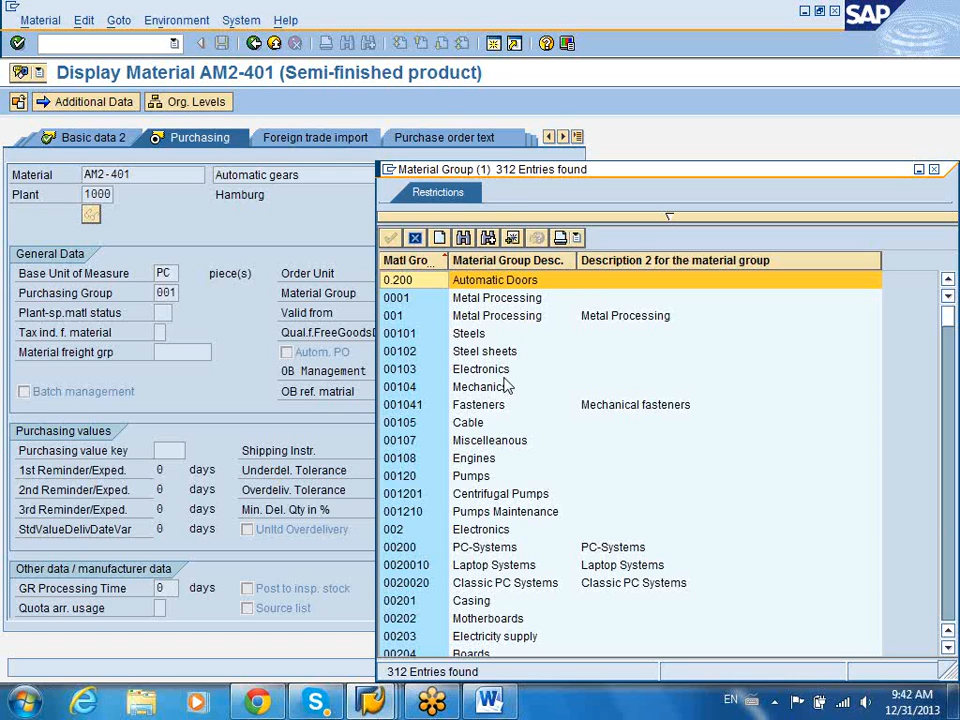 Material Edit Goto Environment System Help
SAP
Display Material AM2-401 (Semi-finished product)
Additional Data Org. Levels
Basic data 2 Purchasing Foreign trade import Purchase order text
Material AM2-401 Automatic gears
Plant 1000 Hamburg
General Data
Base Unit of Measure PC piece(s) Order Unit
Purchasing Group 001 Material Group
Plant-sp.matl status Valid from
Tax ind. f. material Qual.f.FreeGoodsD
Material freight grp Autom. PO
OB Management
Batch management OB ref. matrial
Purchasing values
Purchasing value key Shipping Instr.
1st Reminder/Exped. 0 days Underdel. Tolerance
2nd Reminder/Exped. 0 days Overdeliv. Tolerance
3rd Reminder/Exped. 0 days Min. Del. Qty in %
StdValueDelivDateVar 0 days Unltd Overdelivery
Other data / manufacturer data
GR Processing Time 0 days Post to insp. stock
Quota arr. usage Source list
Material Group (1) 312 Entries found
Restrictions
Matl Gro... Material Group Desc. Description 2 for the material group
0.200 Automatic Doors
0001 Metal Processing
001 Metal Processing Metal Processing
00101 Steels
00102 Steel sheets
00103 Electronics
00104 Mechanics
001041 Fasteners Mechanical fasteners
00105 Cable
00107 Miscelleanous
00108 Engines
00120 Pumps
001201 Centrifugal Pumps
001210 Pumps Maintenance
002 Electronics
00200 PC-Systems PC-Systems
0020010 Laptop Systems Laptop Systems
0020020 Classic PC Systems Classic PC Systems
00201 Casing
00202 Motherboards
00203 Electricity supply
00204 Boards
312 Entries found
EN 9:42 AM
12/31/2013